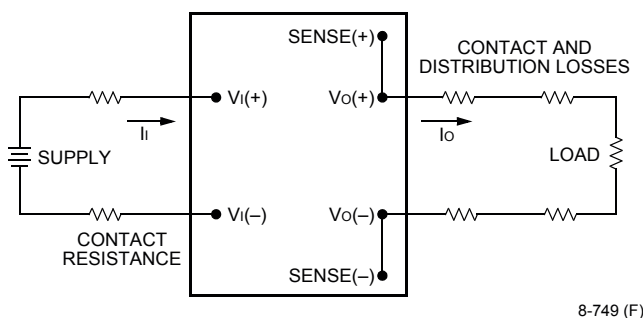 SENSE(+)
CONTACT AND
DISTRIBUTION LOSSES
VI(+)
VO(+)
II
IO
SUPPLY
LOAD
VI(–)
VO(–)
CONTACT
RESISTANCE
SENSE(–)
8-749 (F)